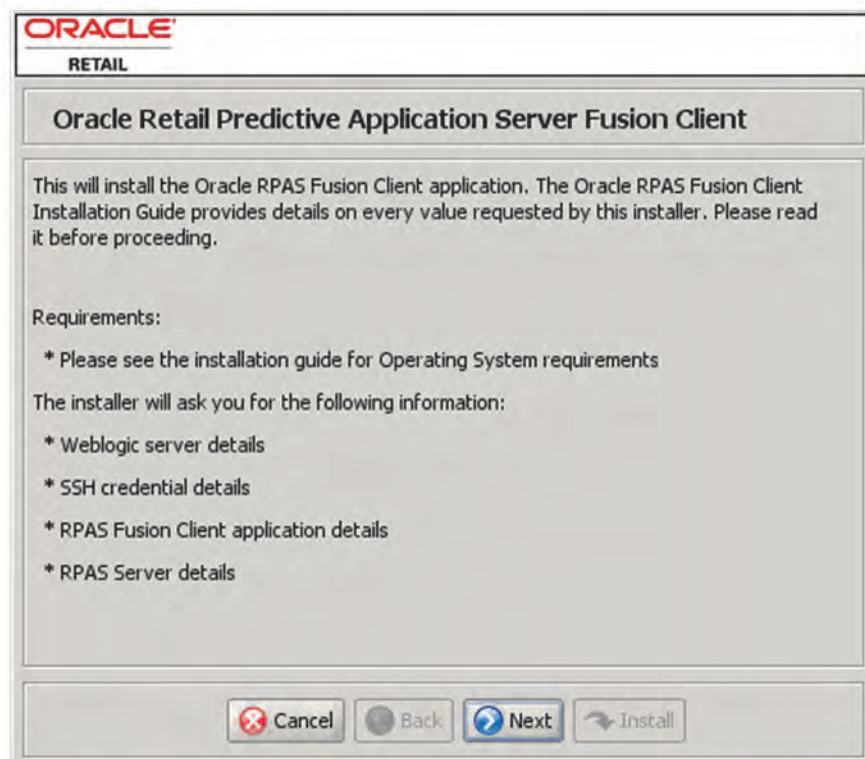 ORACLE
RETAIL
Oracle Retail Predictive Application Server Fusion Client
This will install the Oracle RPAS Fusion Client application. The Oracle RPAS Fusion Client
Installation Guide provides details on every value requested by this installer. Please read
it before proceeding.
Requirements:
* Please see the installation guide for Operating System requirements
The installer will ask you for the following information:
* Weblogic server details
* SSH credential details
* RPAS Fusion Client application details
* RPAS Server details
Cancel Back Next Install